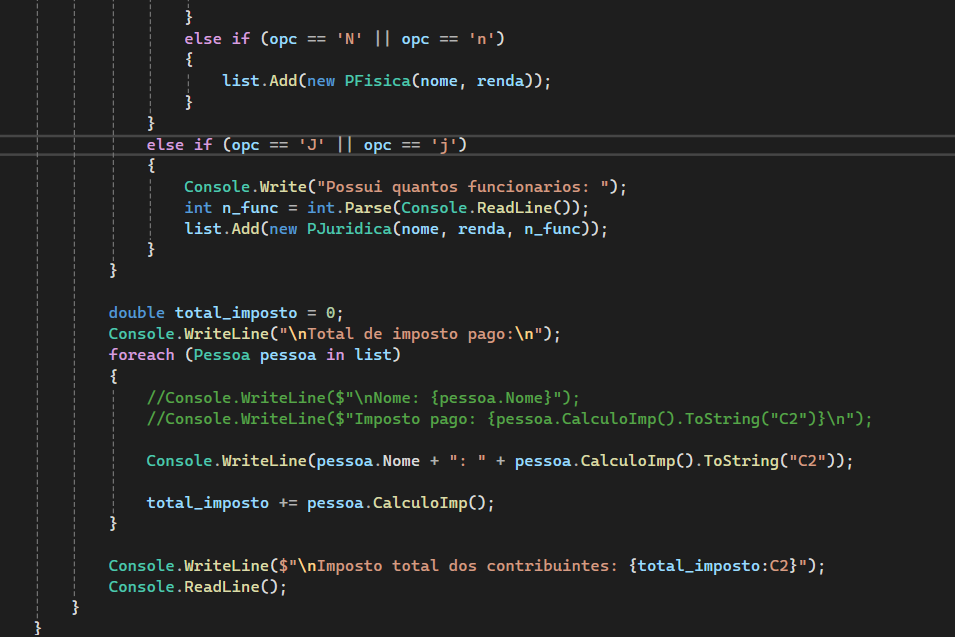 }
else if (opc == 'N' || opc == 'n')
{
list.Add(new PFisica(nome, renda));
}
}
else if (opc == 'J' || opc == 'j')
{
Console.Write("Possui quantos funcionarios: ");
int n_func = int.Parse(Console.ReadLine());
list.Add(new PJuridica(nome, renda, n_func));
}
}
double total_imposto = 0;
Console.WriteLine("\nTotal de imposto pago:\n");
foreach (Pessoa pessoa in list)
{
//Console.WriteLine($"\nNome: {pessoa.Nome}");
//Console.WriteLine($"Imposto pago: {pessoa.CalculoImp().ToString("C2")}\n");
Console.WriteLine(pessoa.Nome + ": " + pessoa.CalculoImp().ToString("C2"));
total_imposto += pessoa.CalculoImp();
}
Console.WriteLine($"\nImposto total dos contribuintes: {total_imposto:C2}");
Console.ReadLine();
}
}